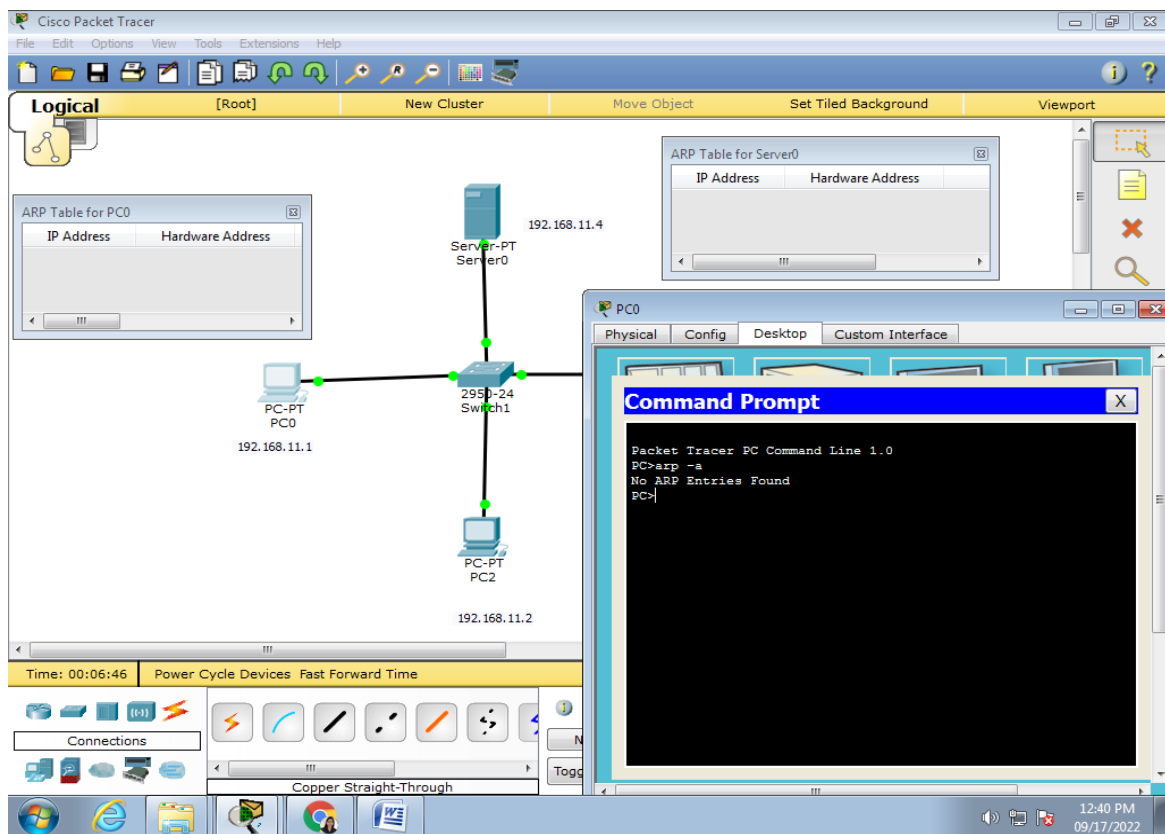 Cisco Packet Tracer
File Edit Options View Tools Extensions Help
Logical [Root] New Cluster Move Object Set Tiled Background Viewport
ARP Table for Server0
IP Address Hardware Address
ARP Table for PC0
IP Address Hardware Address
192.168.11.4
Server-PT
Server0
PC0
Physical Config Desktop Custom Interface
2950-24
Switch1
PC-PT
PC0
192.168.11.1
Command Prompt X
Packet Tracer PC Command Line 1.0
PC>arp -a
No ARP Entries Found
PC>
PC-PT
PC2
192.168.11.2
Time: 00:06:46 Power Cycle Devices Fast Forward Time
Connections
N
Togg
Copper Straight-Through
12:40 PM
09/17/2022